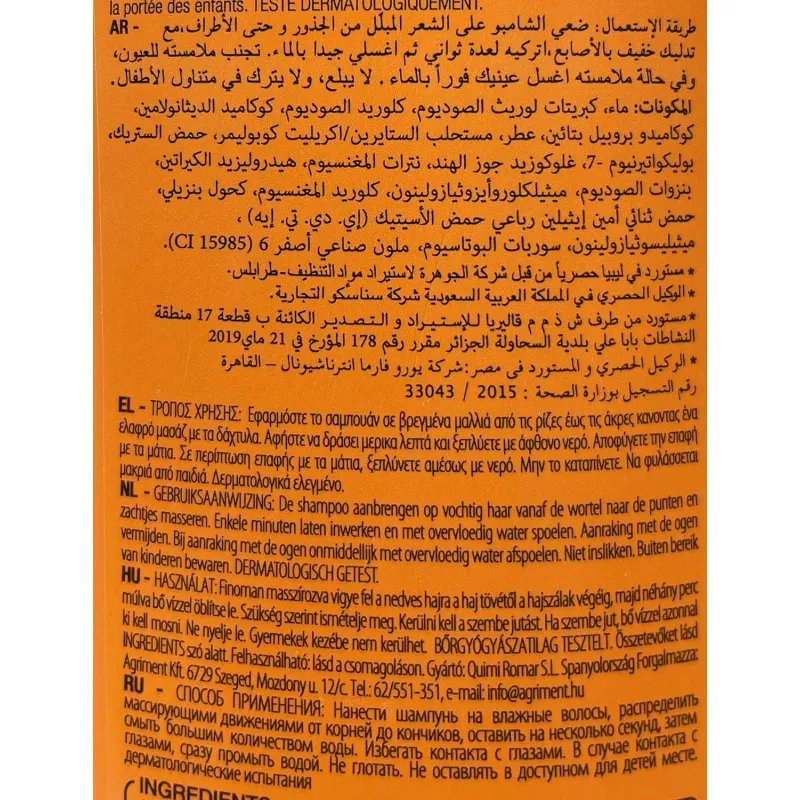 la portée des enfants. TESTÉ DERMATOLOGIQUEMENT.
AR - طريقة الإستعمال: ضعي الشامبو على الشعر المبلّل من الجذور و حتى الأطراف،مع
تدليك خفيف بالأصابع،اتركيه لعدة ثواني ثم اغسلي جيدا بالماء. تجنب ملامسته للعيون،
وفي حالة ملامسته اغسل عينيك فوراً بالماء. لا يبلع، ولا يترك في متناول الأطفال.
المكونات: ماء، كبريتات لوريث الصوديوم، كلوريد الصوديوم، كوكاميد الديثانولامين،
كوكاميدو بروبيل بتائين، عطر، مستحلب الستايرين/اكريليت كوبوليمر، حمض الستريك،
بوليكواتيرنيوم -7، غلوكوزيد جوز الهند، نترات المغنسيوم، هيدروليزيد الكيراتين،
بنزوات الصوديوم، ميثيلكلوروأيزوثيازولينون، كلوريد المغنسيوم، كحول بنزيلي،
حمض ثنائي أمين إيثيلين رباعي حمض الأسيتيك (إي. دي. تي. إيه) ،
ميثيليسوثيازولينون، سوربات البوتاسيوم، ملون صناعي أصفر 6 (CI 15985).
* مستورد في ليبيا حصرياً من قبل شركة الجوهرة لاستيراد مواد التنظيف-طرابلس.
* الوكيل الحصري في المملكة العربية السعودية شركة سناسكو التجارية.
* مستورد من طرف ش ذ م م قاليريا للإستيراد و التصدير الكائنة ب قطعة 17 منطقة
النشاطات بابا علي بلدية السحاولة الجزائر مقرر رقم 178 المؤرخ في 21 ماي2019
* الوكيل الحصري و المستورد في مصر:شركة يورو فارما انترناشيونال – القاهرة
رقم التسجيل بوزارة الصحة : 2015 / 33043
EL - ΤΡΟΠΟΣ ΧΡΗΣΗΣ: Εφαρμόστε το σαμπουάν σε βρεγμένα μαλλιά από τις ρίζες έως τις άκρες κανοντας ένα
ελαφρό μασάζ με τα δάχτυλα. Αφήστε να δράσει μερικα λεπτά και ξεπλύετε με άφθονο νερό. Αποφύγετε την επαφή
με τα μάτια. Σε περίπτωση επαφής με τα μάτια, ξεπλύνετε αμέσως με νερό. Μην το καταπίνετε. Να φυλάσσεται
μακριά από παιδιά. Δερματολογικά ελεγμένο.
NL - GEBRUIKSAANWIJZING: De shampoo aanbrengen op vochtig haar vanaf de wortel naar de punten en
zachtjes masseren. Enkele minuten laten inwerken en met overvloedig water spoelen. Aanraking met de ogen
vermijden. Bij aanraking met de ogen onmiddellijk met overvloedig water afspoelen. Niet inslikken. Buiten bereik
van kinderen bewaren. DERMATOLOGISCH GETEST.
HU - HASZNÁLAT: Finoman masszírozva vigye fel a nedves hajra a haj tövétől a hajszálak végéig, majd néhány perc
múlva bő vízzel öblítse le. Szükség szerint ismételje meg. Kerülni kell a szembe jutást. Ha szembe jut, bő vízzel azonnal
ki kell mosni. Ne nyelje le. Gyermekek kezébe nem kerülhet. BŐRGYÓGYÁSZATILAG TESZTELT. Összetevőket lásd
INGREDIENTS szó alatt. Felhasználható: lásd a csomagoláson. Gyártó: Quimi Romar S.L. Spanyolország Forgalmazza:
Agriment Kft. 6729 Szeged, Mozdony u. 12/c. Tel.: 62/551-351, e-mail: info@agriment.hu
RU - СПОСОБ ПРИМЕНЕНИЯ: Нанести шампунь на влажные волосы, распределить
массирующими движениями от корней до кончиков, оставить на несколько секунд, затем
смыть большим количеством воды. Избегать контакта с глазами. В случае контакта с
глазами, сразу промыть водой. Не глотать. Не оставлять в доступном для детей месте.
дерматологические испытания
INGREDIENTS